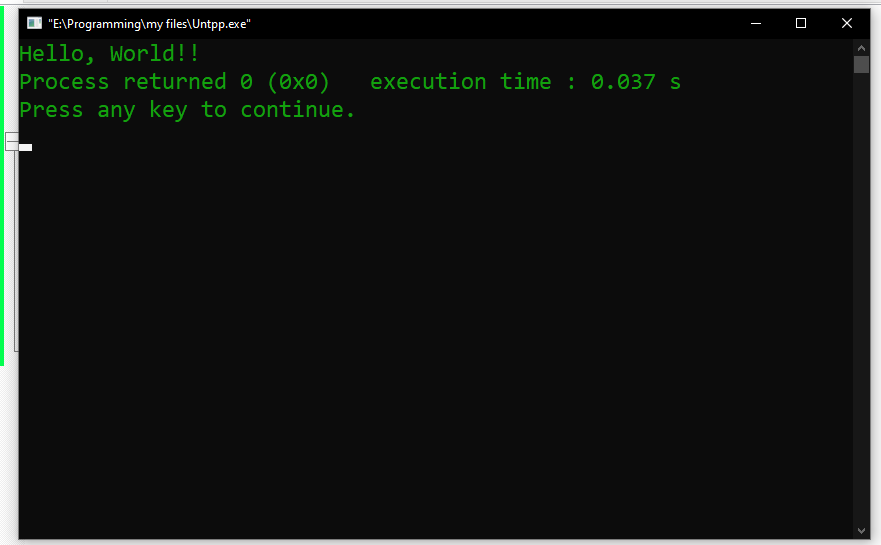 "E:\Programming\my files\Untpp.exe"
Hello, World!!
Process returned 0 (0x0)   execution time : 0.037 s
Press any key to continue.